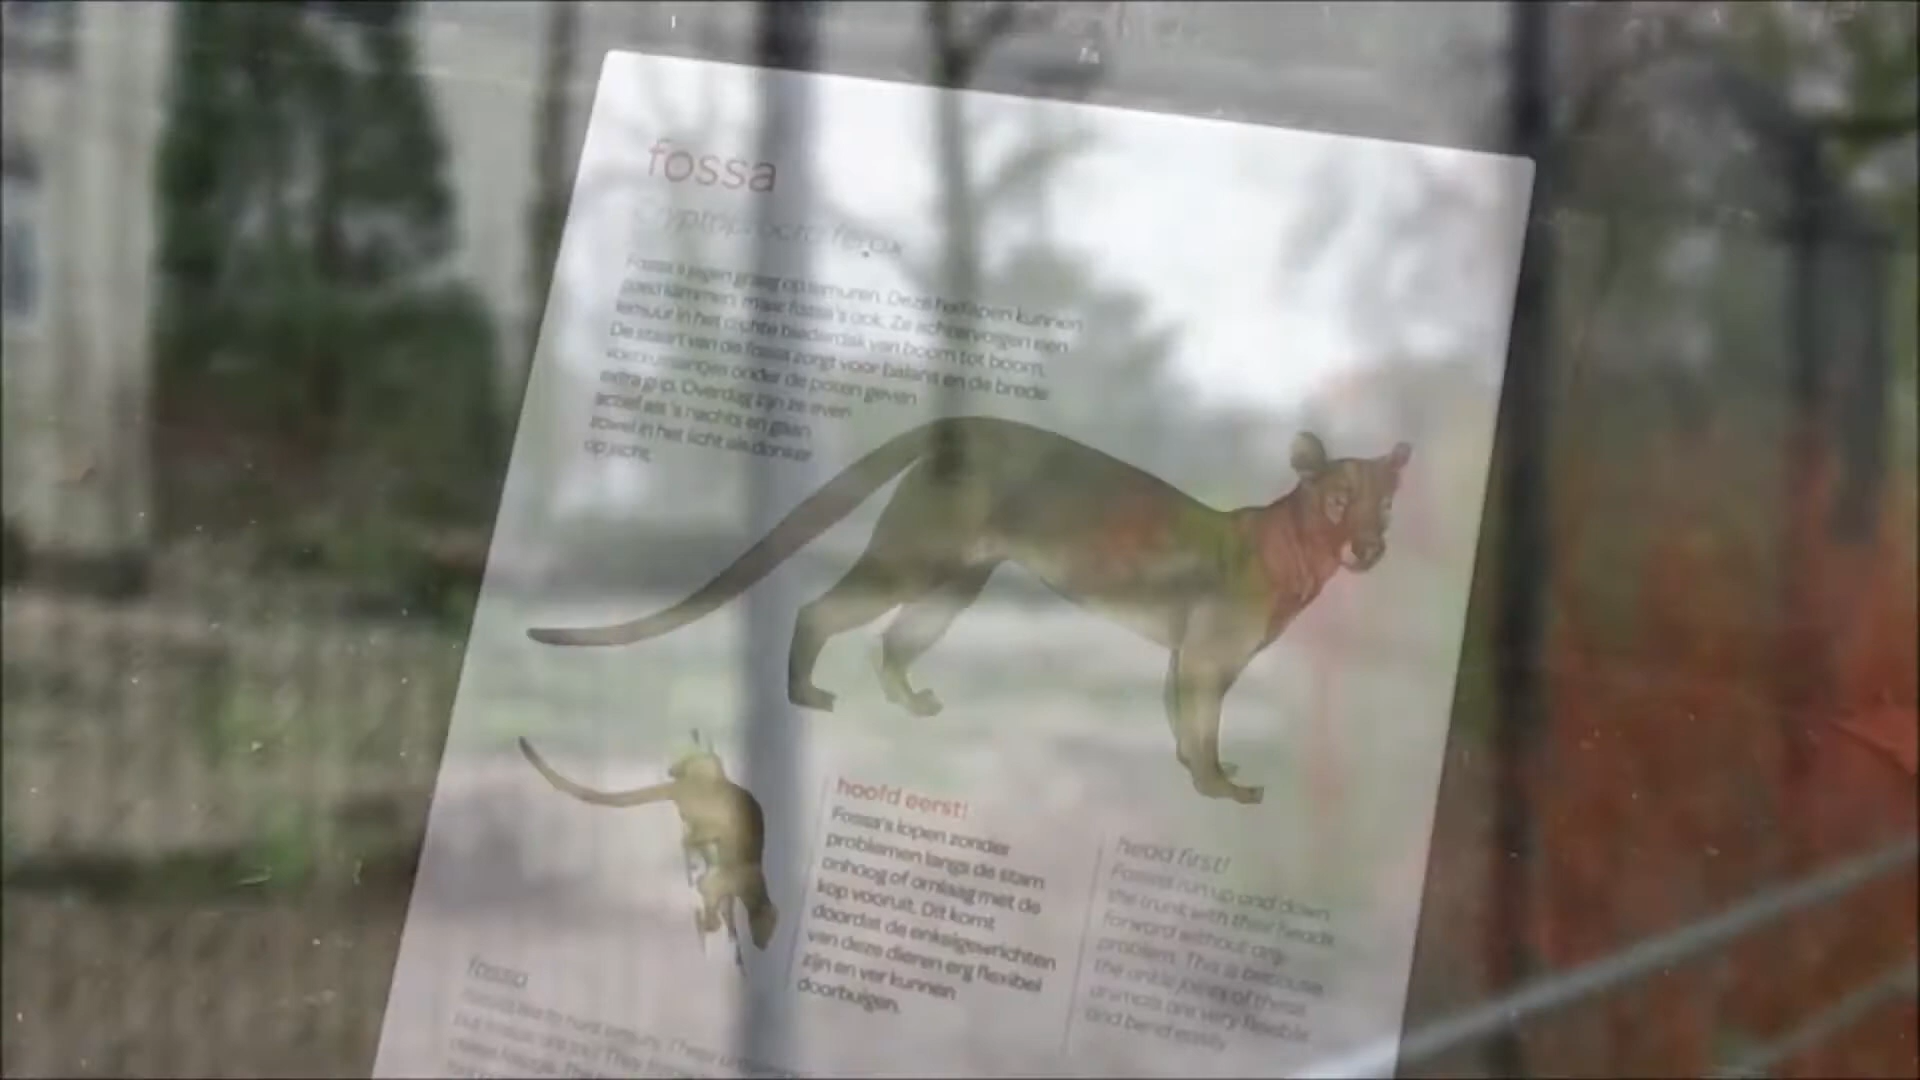 fossa
Cryptoprocta ferox
Fossa's jagen graag op lemuren. Deze halfapen kunnen
goed klimmen, maar fossa's ook. Ze achtervolgen een
lemuur in het dichte bladerdak van boom tot boom.
De staart van de fossa zorgt voor balans en de brede
onder de poten geven
extra grip. Overdag zijn ze even
actief als 's nachts en gaan
zowel in het licht als donker
op jacht.
hoofd eerst!
Fossa's lopen zonder
problemen langs de stam
omhoog of omlaag met de
kop vooruit. Dit komt
doordat de enkelgewrichten
van deze dieren erg flexibel
zijn en ver kunnen
doorbuigen.
head first!
Fossas run up and down
the trunk with their heads
forward without any
problem. This is because
the ankle joints of these
animals are very flexible
and bend easily.
fossa